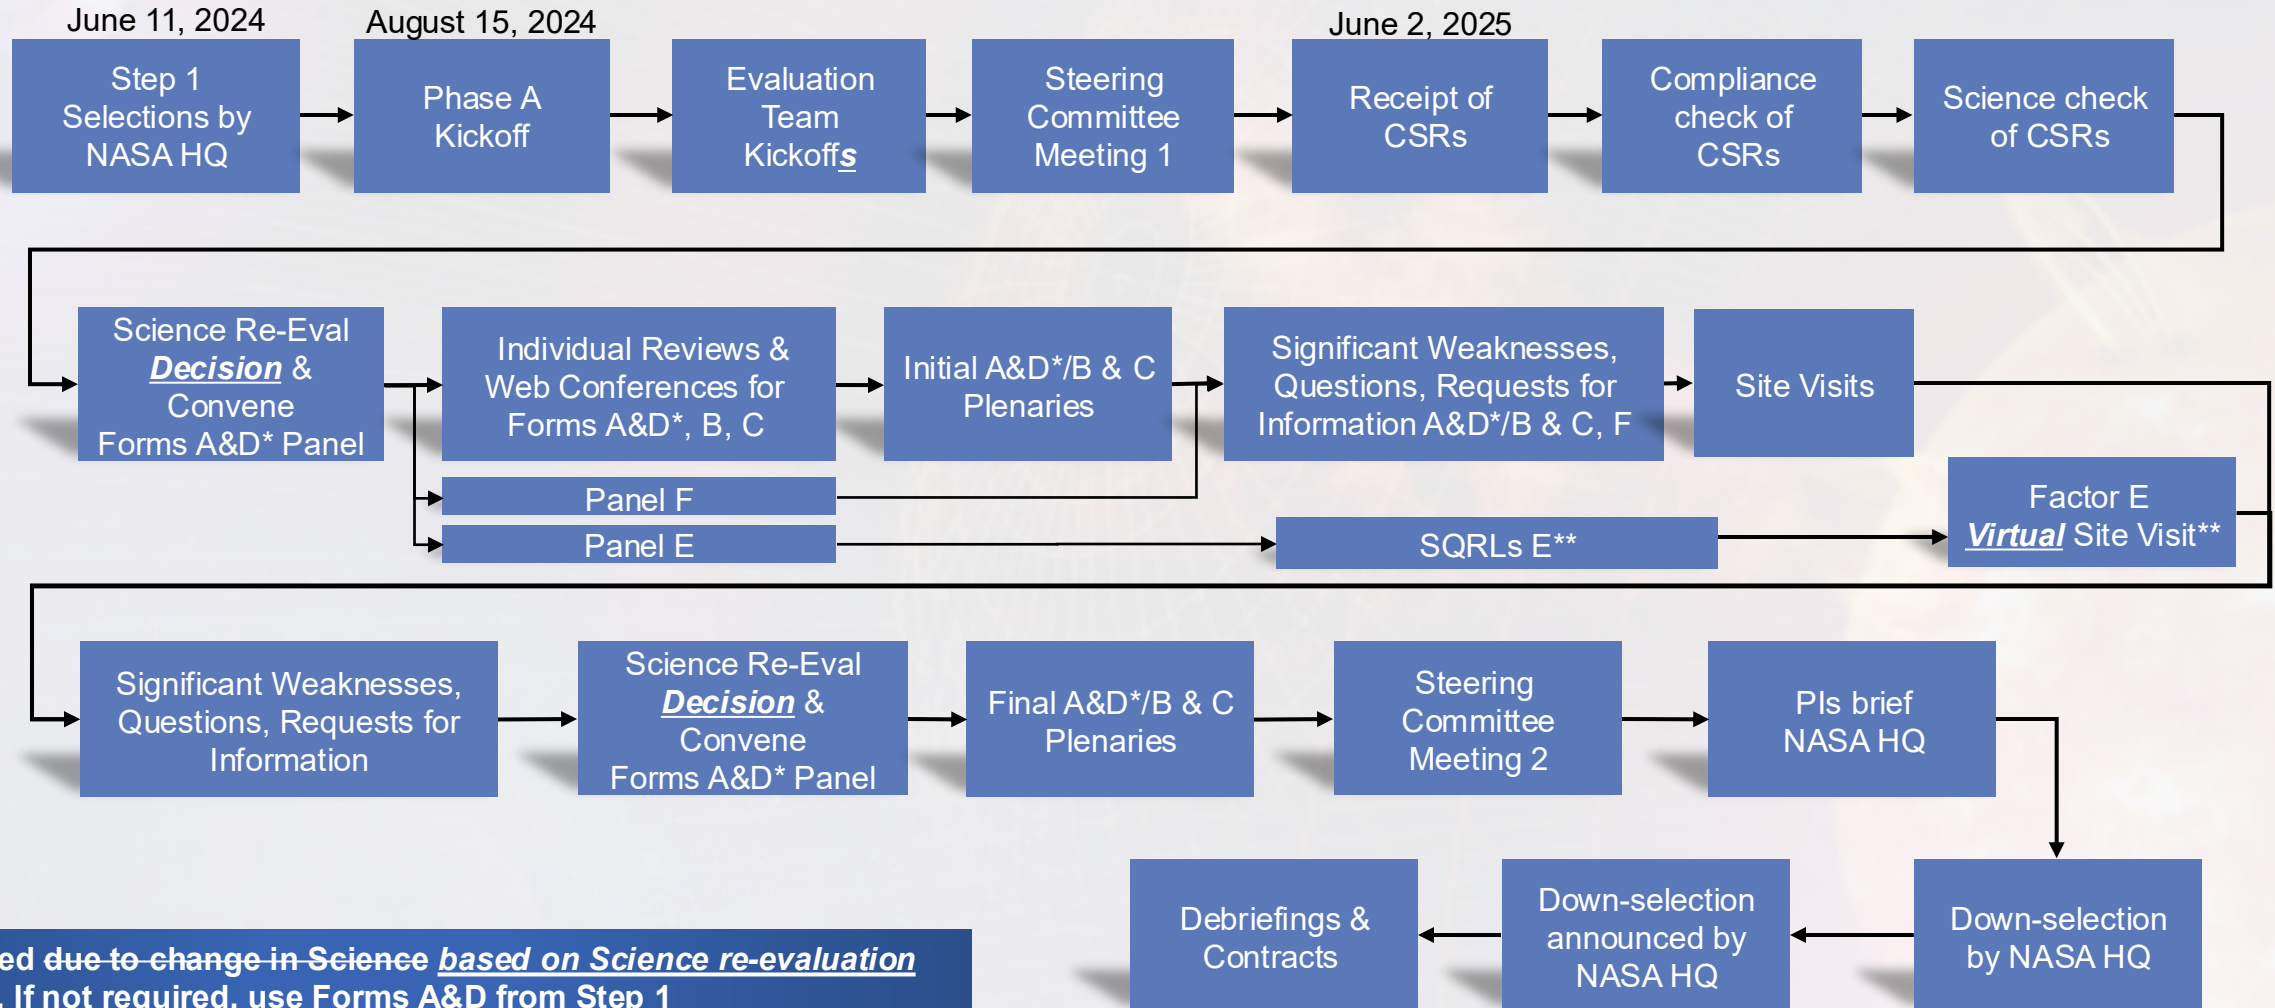 June 11, 2024
August 15, 2024
June 2, 2025
Step 1
Selections by
NASA HQ
Phase A
Kickoff
Evaluation
Team
Kickoffs
Steering
Committee
Meeting 1
Receipt of
CSRs
Compliance
check of
CSRs
Science check
of CSRs
Science Re-Eval
Decision &
Convene
Forms A&D* Panel
Individual Reviews &
Web Conferences for
Forms A&D*, B, C
Initial A&D*/B & C
Plenaries
Significant Weaknesses,
Questions, Requests for
Information A&D*/B & C, F
Site Visits
Panel F
Panel E
SQRLs E**
Factor E
Virtual Site Visit**
Significant Weaknesses,
Questions, Requests for
Information
Science Re-Eval
Decision &
Convene
Forms A&D* Panel
Final A&D*/B & C
Plenaries
Steering
Committee
Meeting 2
PIs brief
NASA HQ
Down-selection
by NASA HQ
Down-selection
announced by
NASA HQ
Debriefings &
Contracts
ed due to change in Science based on Science re-evaluation
. If not required, use Forms A&D from Step 1